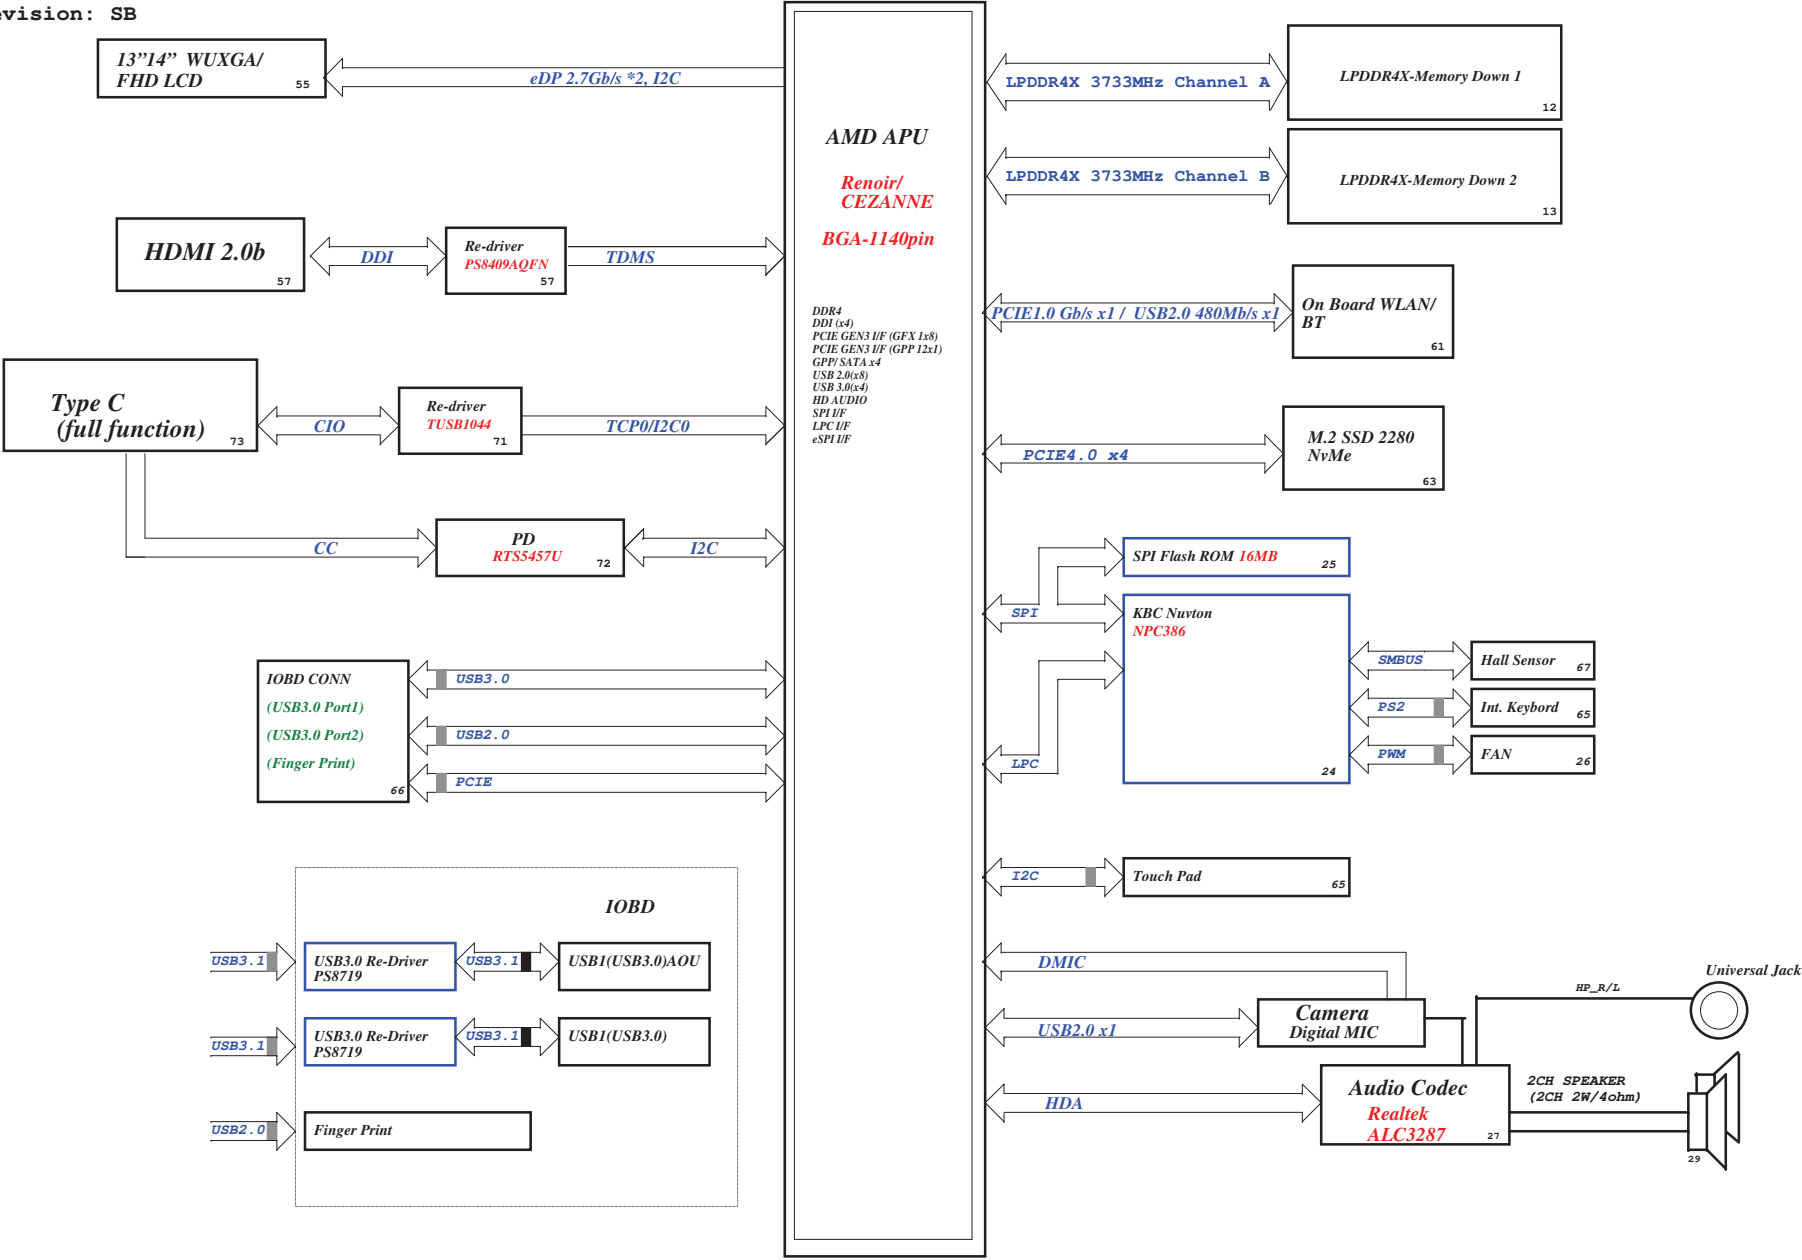 evision: SB
13”14” WUXGA/
FHD LCD
55
eDP 2.7Gb/s *2, I2C
HDMI 2.0b
57
DDI
Re-driver
PS8409AQFN
57
TDMS
Type C
(full function)
73
CIO
Re-driver
TUSB1044
71
TCP0/I2C0
CC
PD
RTS5457U
72
I2C
IOBD CONN
(USB3.0 Port1)
(USB3.0 Port2)
(Finger Print)
66
USB3.0
USB2.0
PCIE
IOBD
USB3.1
USB3.0 Re-Driver
PS8719
USB3.1
USB1(USB3.0)AOU
USB3.1
USB3.0 Re-Driver
PS8719
USB3.1
USB1(USB3.0)
USB2.0
Finger Print
AMD APU
Renoir/
CEZANNE
BGA-1140pin
DDR4
DDI (x4)
PCIE GEN3 I/F (GFX 1x8)
PCIE GEN3 I/F (GPP 12x1)
GPP/ SATA x4
USB 2.0(x8)
USB 3.0(x4)
HD AUDIO
SPI I/F
LPC I/F
eSPI I/F
LPDDR4X 3733MHz Channel A
LPDDR4X-Memory Down 1
12
LPDDR4X 3733MHz Channel B
LPDDR4X-Memory Down 2
13
PCIE1.0 Gb/s x1 / USB2.0 480Mb/s x1
On Board WLAN/
BT
61
PCIE4.0 x4
M.2 SSD 2280
NvMe
63
SPI
SPI Flash ROM 16MB
25
KBC Nuvton
NPC386
24
LPC
SMBUS
Hall Sensor
67
PS2
Int. Keybord
65
PWM
FAN
26
I2C
Touch Pad
65
DMIC
USB2.0 x1
Camera
Digital MIC
HDA
Audio Codec
Realtek
ALC3287
27
HP_R/L
Universal Jack
2CH SPEAKER
(2CH 2W/4ohm)
29